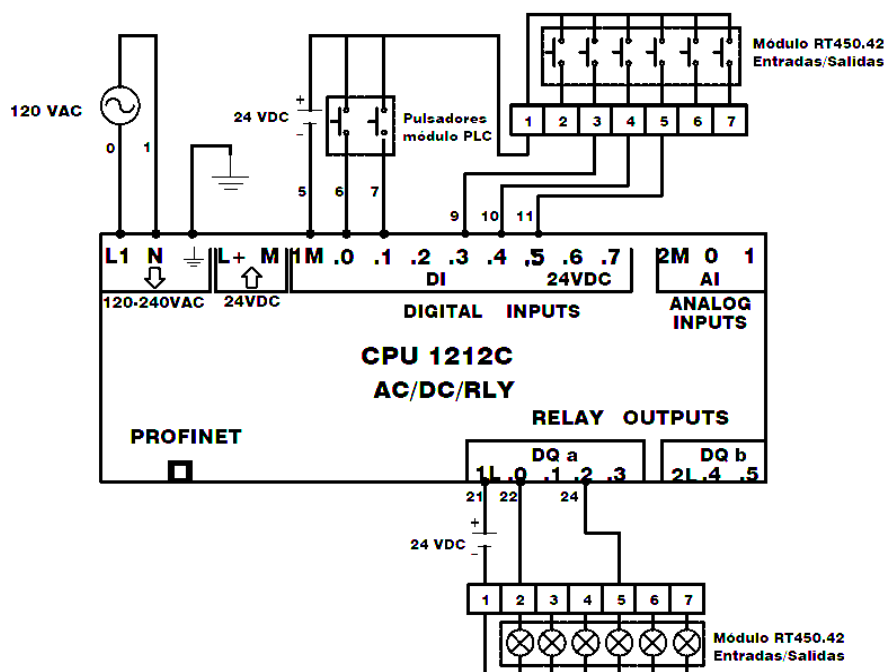 Módulo RT450.42
Entradas/Salidas
120 VAC
+
24 VDC
-
Pulsadores
módulo PLC
1 2 3 4 5 6 7
0 1 5 6 7 9 10 11
L1 N L+ M 1M .0 .1 .2 .3 .4 .5 .6 .7 2M 0 1
DI 24VDC AI
120-240VAC 24VDC
DIGITAL INPUTS
ANALOG
INPUTS
CPU 1212C
AC/DC/RLY
RELAY OUTPUTS
PROFINET
DQ a DQ b
1L .0 .1 .2 .3 2L .4 .5
21 22 24
+
24 VDC
-
1 2 3 4 5 6 7
Módulo RT450.42
Entradas/Salidas